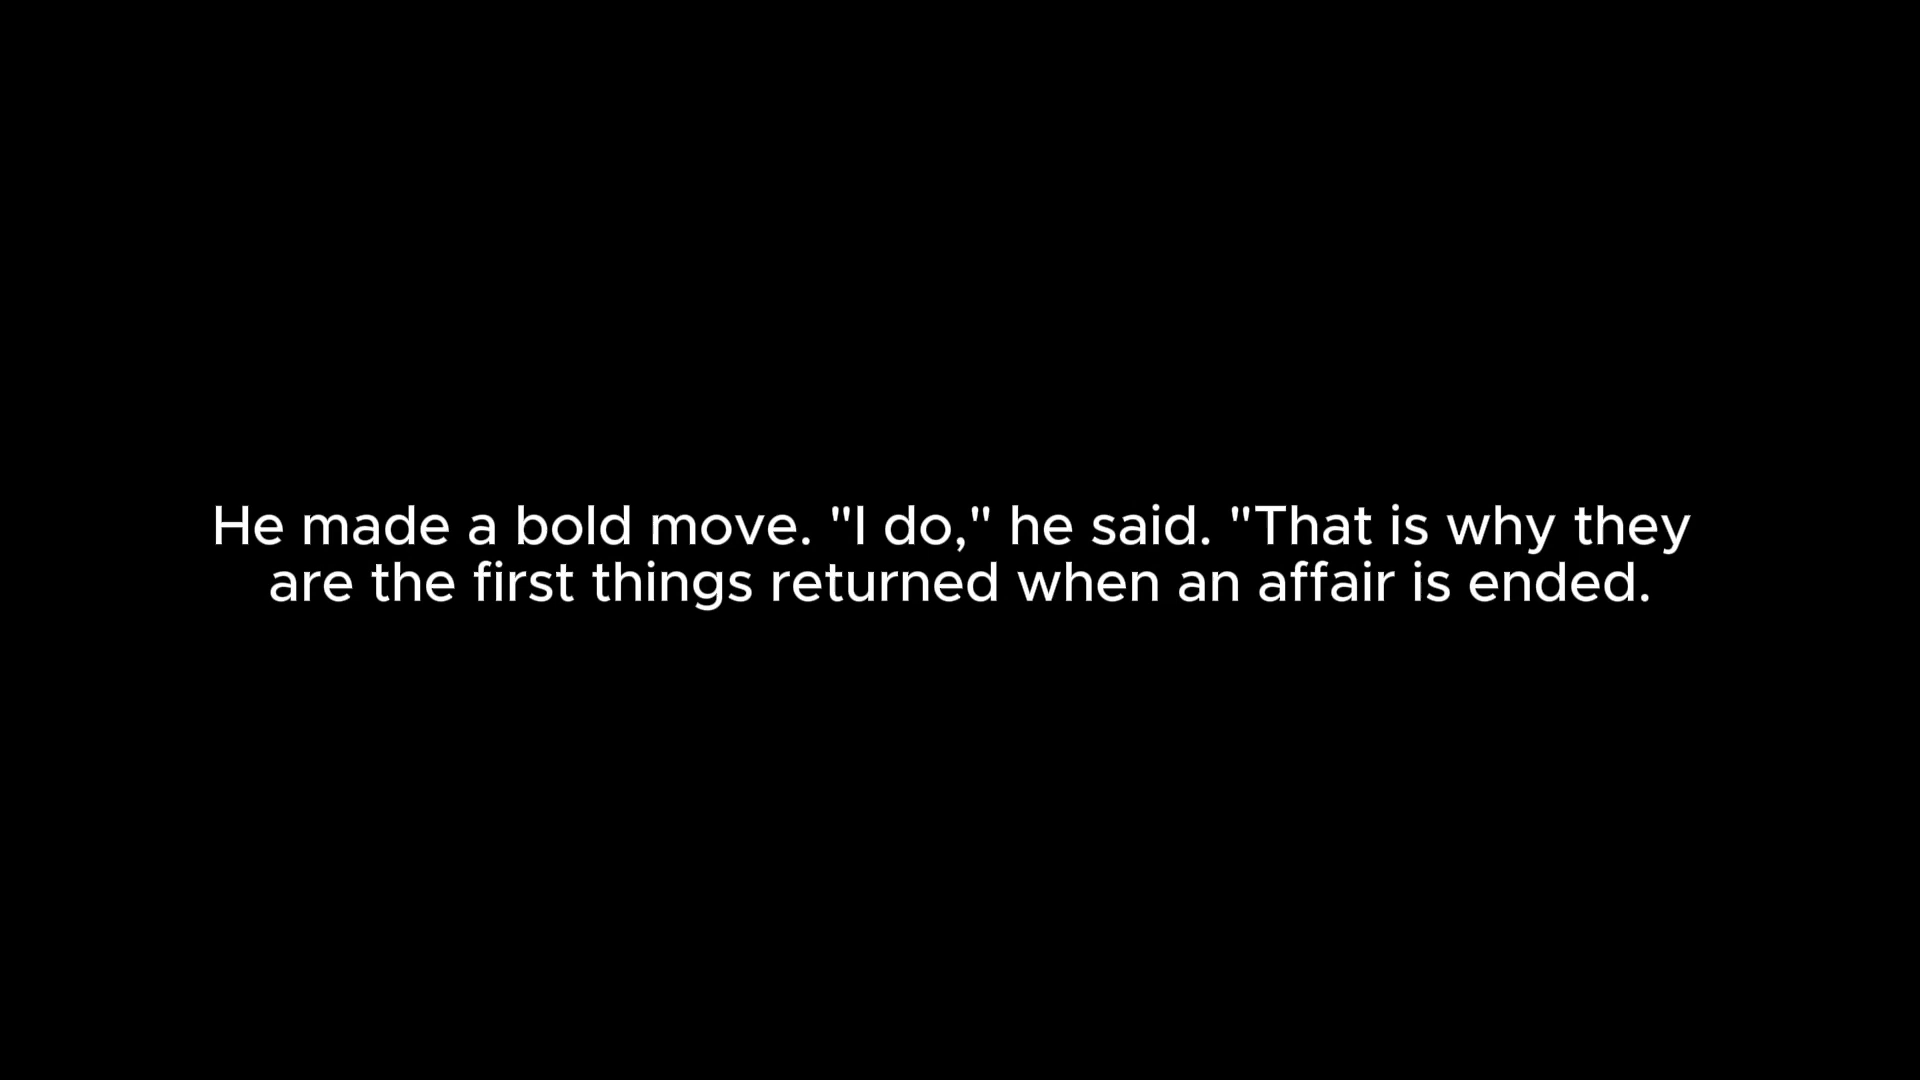 He made a bold move. "I do," he said. "That is why they
are the first things returned when an affair is ended.